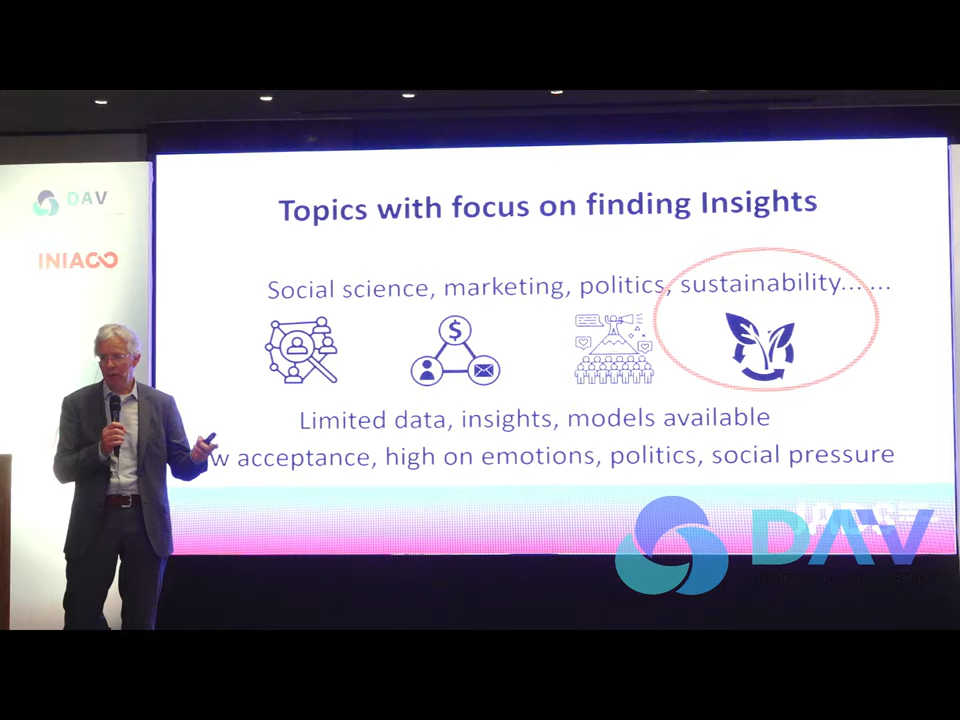 DAV
INIACO
Topics with focus on finding Insights
Social science, marketing, politics, sustainability......
$
Limited data, insights, models available
w acceptance, high on emotions, politics, social pressure
DAV